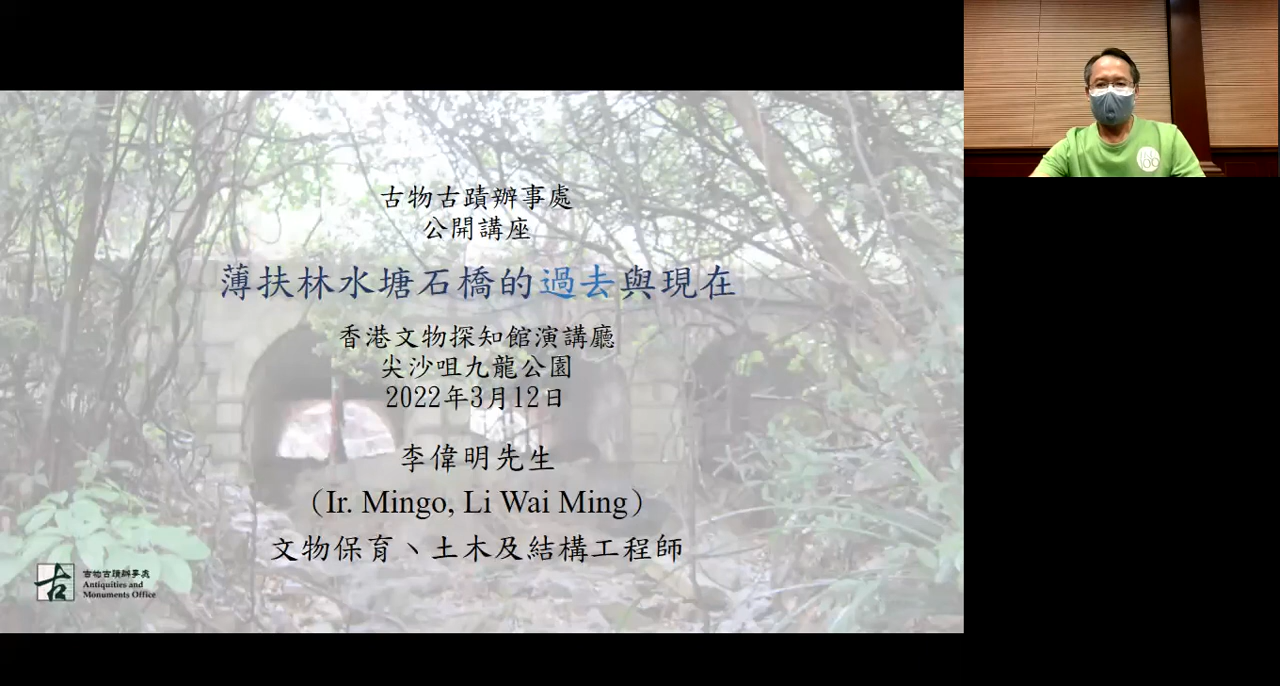 古物古蹟辦事處
公開講座
薄扶林水塘石橋的過去與現在
香港文物探知館演講廳
尖沙咀九龍公園
2022年3月12日
李偉明先生
（Ir. Mingo, Li Wai Ming）
文物保育、土木及結構工程師
古
古物古蹟辦事處
Antiquities and
Monuments Office